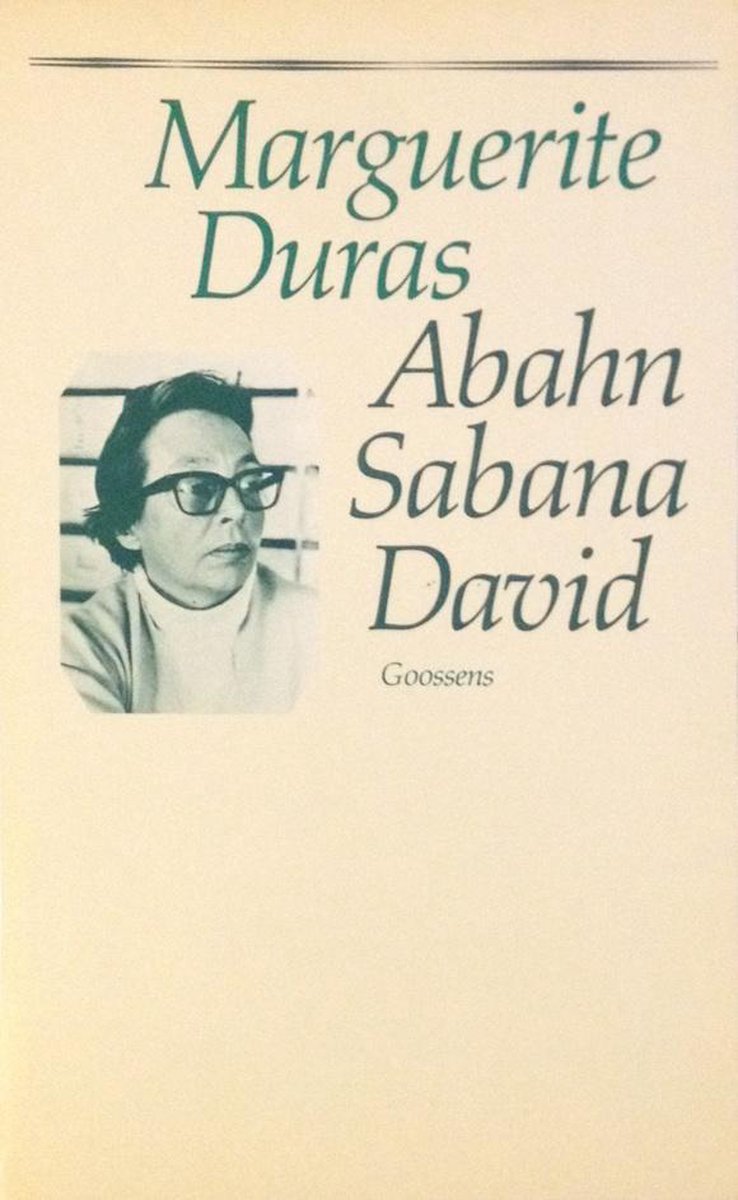 Marguerite
Duras
Abahn
Sabana
David
Goossens